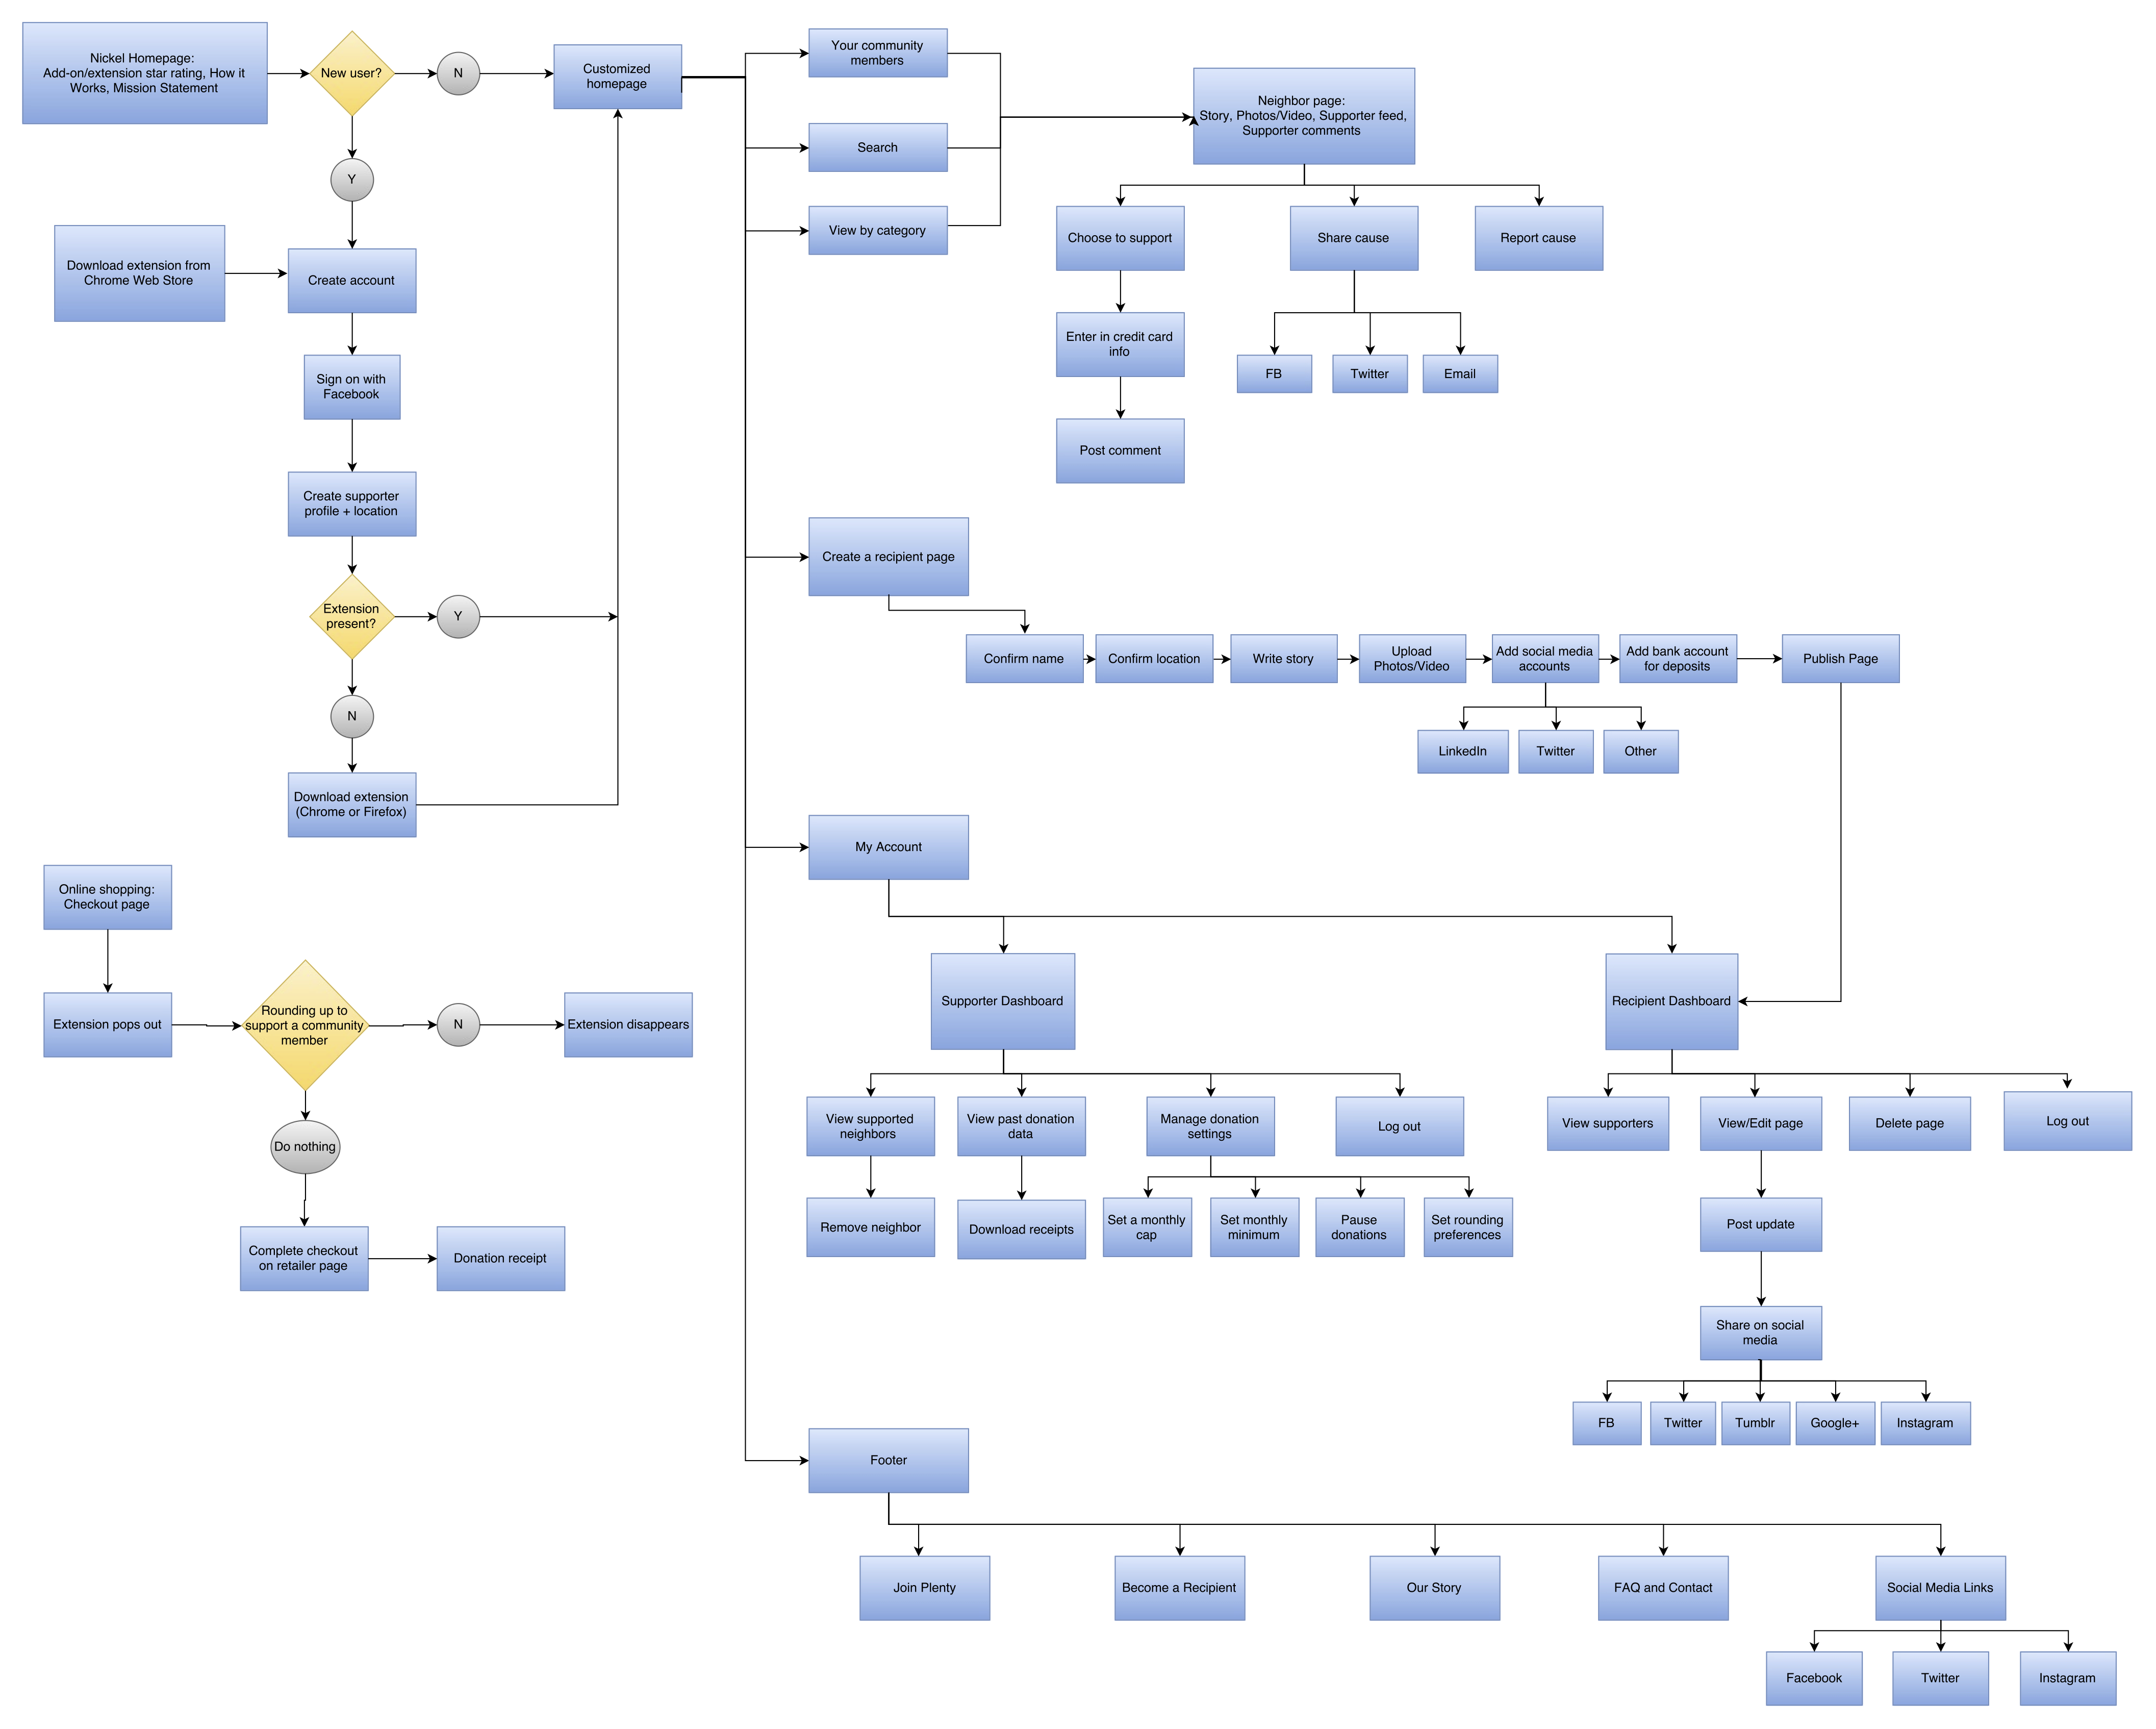 Nickel Homepage:
Add-on/extension star rating, How it
Works, Mission Statement
New user?
N
Customized
homepage
Y
Download extension from
Chrome Web Store
Create account
Sign on with
Facebook
Create supporter
profile + location
Extension
present?
Y
N
Download extension
(Chrome or Firefox)
Online shopping:
Checkout page
Extension pops out
Rounding up to
support a community
member
N
Extension disappears
Do nothing
Complete checkout
on retailer page
Donation receipt
Your community
members
Search
View by category
Neighbor page:
Story, Photos/Video, Supporter feed,
Supporter comments
Choose to support
Share cause
Report cause
Enter in credit card
info
FB
Twitter
Email
Post comment
Create a recipient page
Confirm name
Confirm location
Write story
Upload
Photos/Video
Add social media
accounts
Add bank account
for deposits
Publish Page
LinkedIn
Twitter
Other
My Account
Supporter Dashboard
Recipient Dashboard
View supported
neighbors
View past donation
data
Manage donation
settings
Log out
Remove neighbor
Download receipts
Set a monthly
cap
Set monthly
minimum
Pause
donations
Set rounding
preferences
View supporters
View/Edit page
Delete page
Log out
Post update
Share on social
media
FB
Twitter
Tumblr
Google+
Instagram
Footer
Join Plenty
Become a Recipient
Our Story
FAQ and Contact
Social Media Links
Facebook
Twitter
Instagram